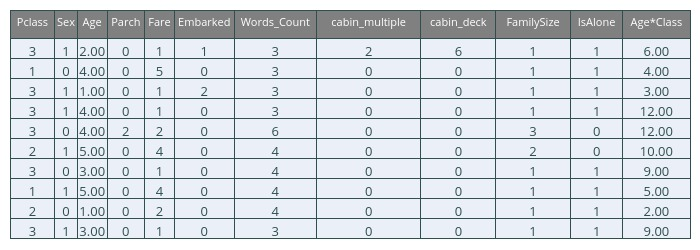 Pclass Sex Age Parch Fare Embarked Words_Count cabin_multiple cabin_deck FamilySize IsAlone Age*Class
3 1 2.00 0 1 1 3 2 6 1 1 6.00
1 0 4.00 0 5 0 3 0 0 1 1 4.00
3 1 1.00 0 1 2 3 0 0 1 1 3.00
3 1 4.00 0 1 0 3 0 0 1 1 12.00
3 0 4.00 2 2 0 6 0 0 3 0 12.00
2 1 5.00 0 4 0 4 0 0 2 0 10.00
3 0 3.00 0 1 0 4 0 0 1 1 9.00
1 1 5.00 0 4 0 4 0 0 1 1 5.00
2 0 1.00 0 2 0 4 0 0 1 1 2.00
3 1 3.00 0 1 0 3 0 0 1 1 9.00